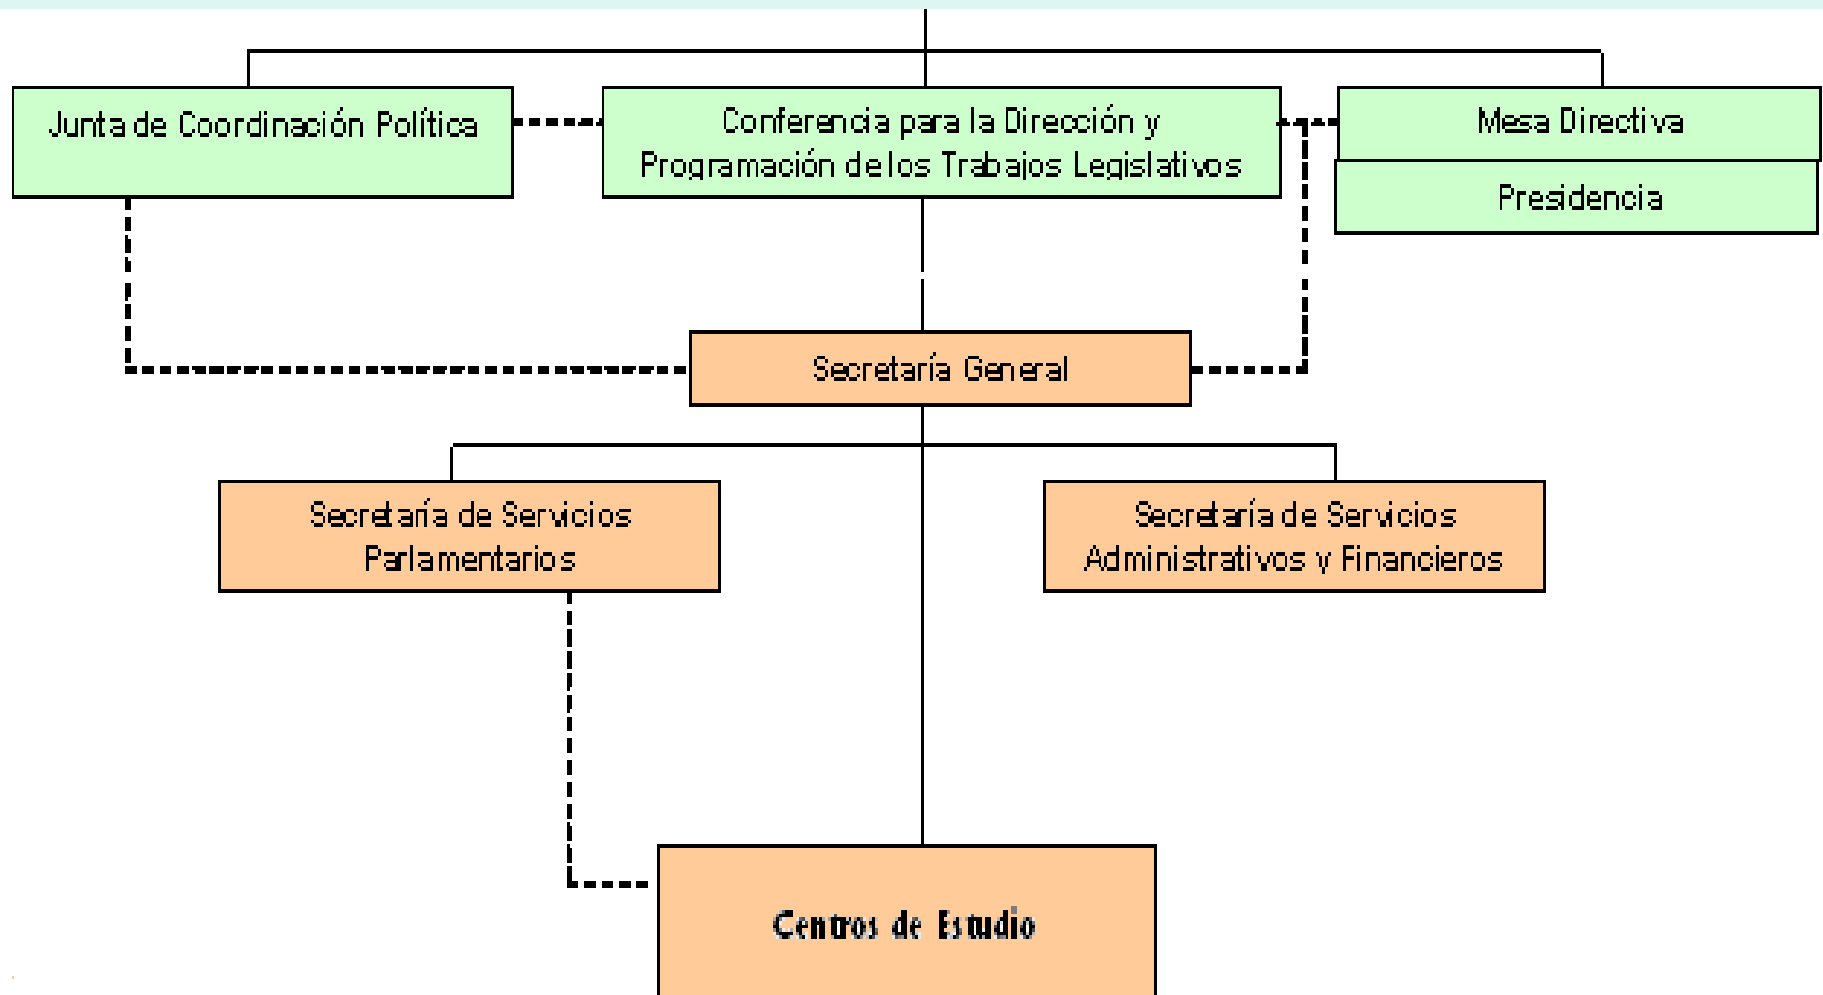 Junta de Coordinación Política
Conferencia para la Dirección y
Programación de los Trabajos Legislativos
Mesa Directiva
Presidencia
Secretaría General
Secretaría de Servicios
Parlamentarios
Secretaría de Servicios
Administrativos y Financieros
Centros de Estudio